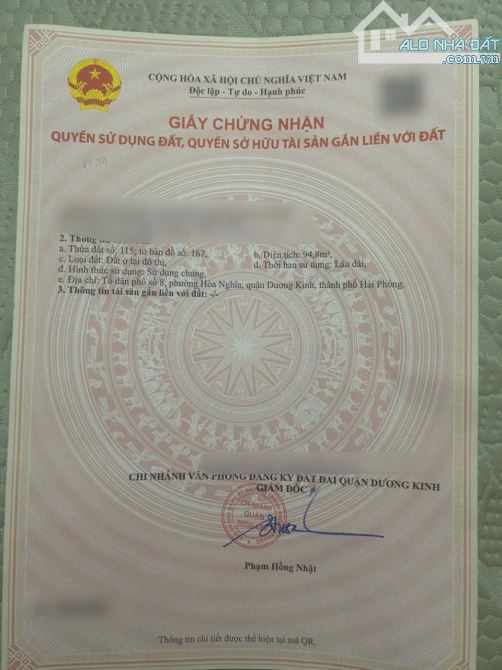 ALO NHÀ ĐẤT
.com.vn
CỘNG HÒA XÃ HỘI CHỦ NGHĨA VIỆT NAM
Độc lập - Tự do - Hạnh phúc
GIẤY CHỨNG NHẬN
QUYỀN SỬ DỤNG ĐẤT, QUYỀN SỞ HỮU TÀI SẢN GẮN LIỀN VỚI ĐẤT
2. Thông tin
a. Thửa đất số: 115; tờ bản đồ số: 167, b. Diện tích: 94,8m²,
c. Loại đất: Đất ở tại đô thị, d. Thời hạn sử dụng: Lâu dài,
đ. Hình thức sử dụng: Sử dụng chung,
e. Địa chỉ: Tổ dân phố số 8, phường Hòa Nghĩa, quận Dương Kinh, thành phố Hải Phòng.
3. Thông tin tài sản gắn liền với đất: -/-
CHI NHÁNH VĂN PHÒNG ĐĂNG KÝ ĐẤT ĐAI QUẬN DƯƠNG KINH
GIÁM ĐỐC
CHI NHÁNH
QUẬN
Phạm Hồng Nhật
Thông tin chi tiết được thể hiện tại mã QR.